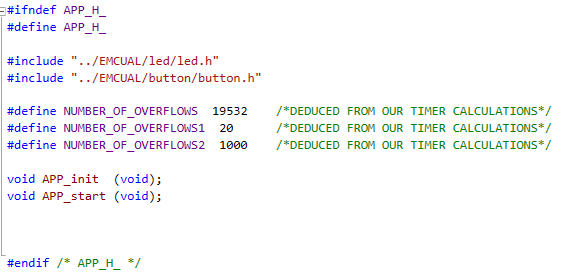 #ifndef APP_H_
#define APP_H_
#include "../EMCUAL/led/led.h"
#include "../EMCUAL/button/button.h"
#define NUMBER_OF_OVERFLOWS  19532    /*DEDUCED FROM OUR TIMER CALCULATIONS*/
#define NUMBER_OF_OVERFLOWS1  20      /*DEDUCED FROM OUR TIMER CALCULATIONS*/
#define NUMBER_OF_OVERFLOWS2  1000    /*DEDUCED FROM OUR TIMER CALCULATIONS*/
void APP_init  (void);
void APP_start (void);
#endif /* APP_H_ */